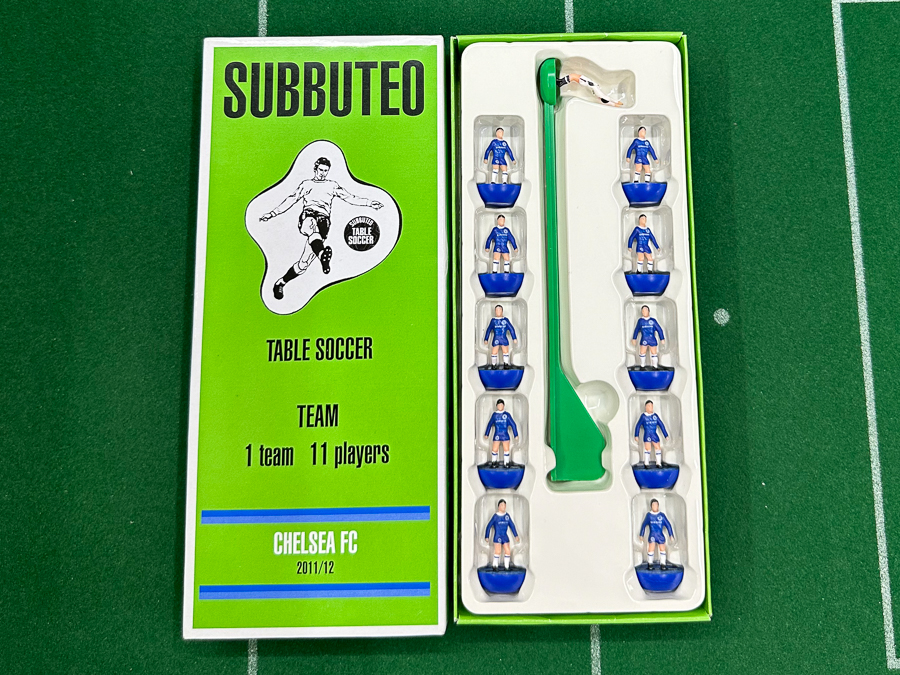 SUBBUTEO
SUBBUTEO
TABLE
SOCCER
TABLE SOCCER
TEAM
1 team 11 players
CHELSEA FC
2011/12